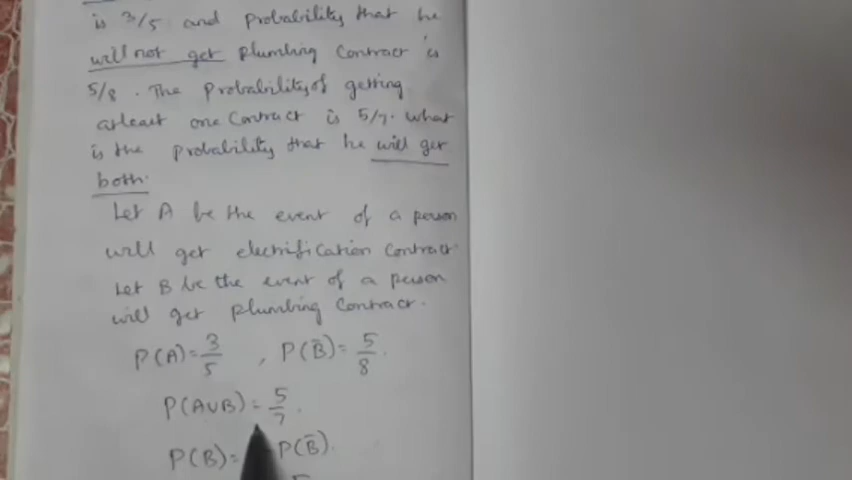 is 3/5 and probability that he
will not get plumbing contract is
5/8. The probability of getting
atleast one contract is 5/7. what
is the probability that he will get
both.
Let A be the event of a person
will get electrification contract.
Let B be the event of a person
will get plumbing contract.
P(A)=3/5, P(B̄)=5/8.
P(A∪B)=5/7.
P(B)= - P(B̄).
5